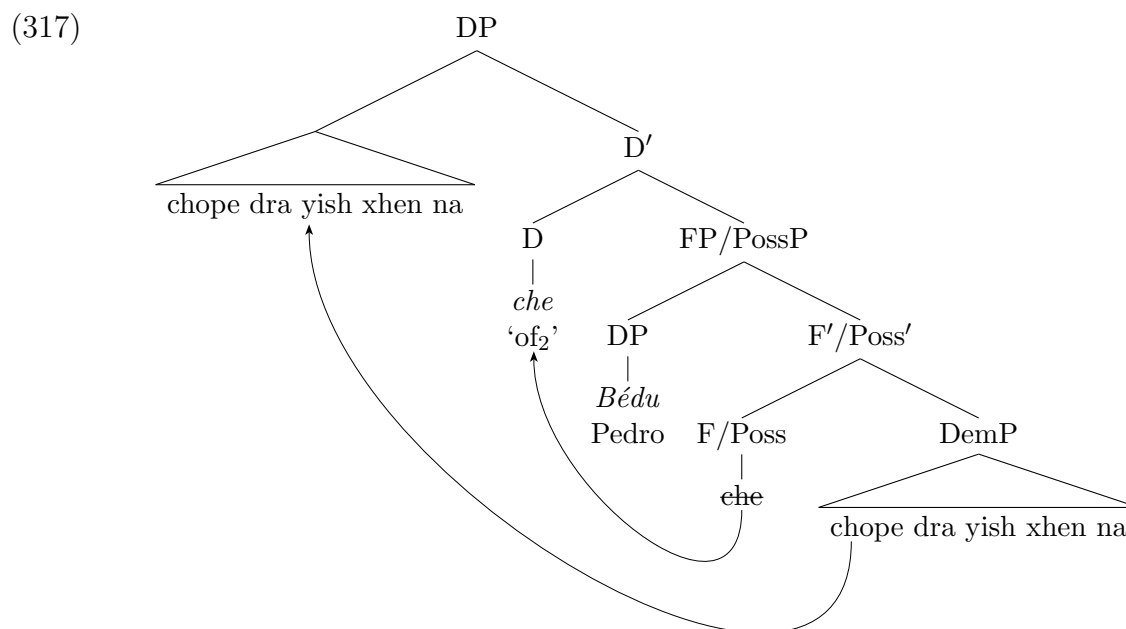 (317)
DP
D′
chope dra yish xhen na
D
FP/PossP
che
‘of₂’
DP
F′/Poss′
Bédu
Pedro
F/Poss
DemP
che
chope dra yish xhen na